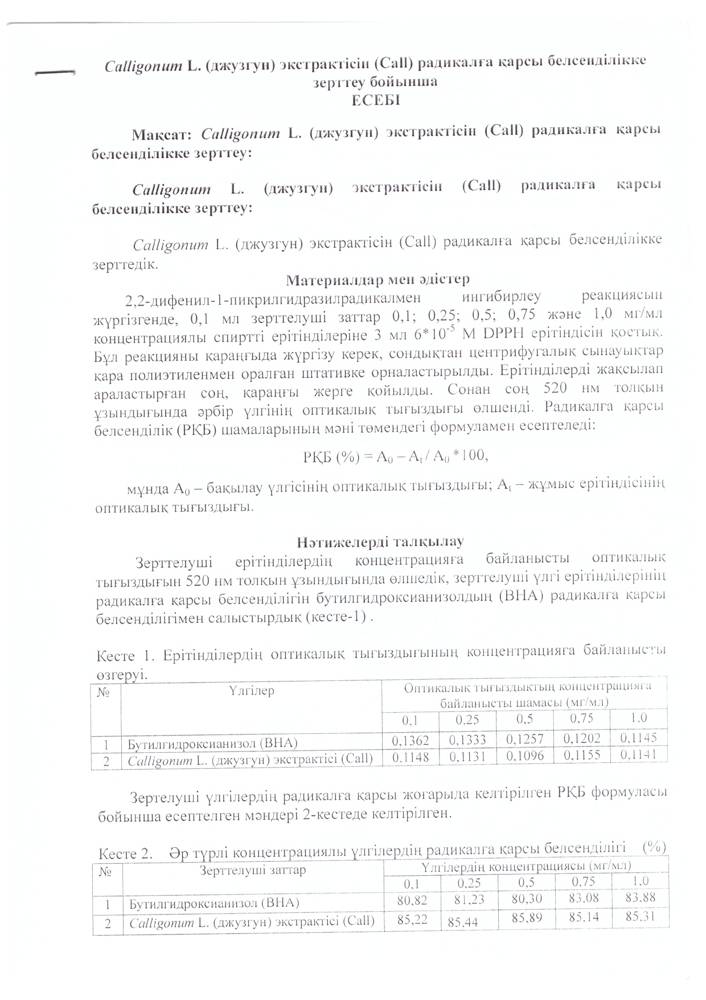 Calligonum L. (джузгун) экстрактісін (Call) радикалға қарсы белсенділікке
зерттеу бойынша
ЕСЕБІ
Мақсат: Calligonum L. (джузгун) экстрактісін (Call) радикалға қарсы
белсенділікке зерттеу:
Calligonum L. (джузгун) экстрактісін (Call) радикалға қарсы
белсенділікке зерттеу:
Calligonum L. (джузгун) экстрактісін (Call) радикалға қарсы белсенділікке
зерттедік.
Материалдар мен әдістер
2,2-дифенил-1-пикрилгидразилрадикалмен ингибирлеу реакциясын
жүргізгенде, 0,1 мл зерттелуші заттар 0,1; 0,25; 0,5; 0,75 және 1,0 мг/мл
концентрациялы спиртті ерітінділеріне 3 мл 6*10-5 М DPPH ерітіндісін қостық.
Бұл реакцияны қараңғыда жүргізу керек, сондықтан центрифугалық сынауықтар
қара полиэтиленмен оралған штативке орналастырылды. Ерітінділерді жақсылап
араластырған соң, қараңғы жерге қойылды. Сонан соң 520 нм толқын
ұзындығында әрбір үлгінің оптикалық тығыздығы өлшенді. Радикалга қарсы
белсенділік (РҚБ) шамаларының мәні төмендегі формуламен есептеледі:
РҚБ (%) = A0 – At / A0 *100,
мұнда A0 – бақылау үлгісінің оптикалық тығыздығы; At – жұмыс ерітіндісінің
оптикалық тығыздығы.
Нәтижелерді талқылау
Зерттелуші ерітінділердің концентрацияға байланысты оптикалық
тығыздығын 520 нм толқын ұзындығында өлшедік, зерттелуші үлгі ерітінділерінің
радикалға қарсы белсенділігін бутилгидроксианизолдың (ВНА) радикалға қарсы
белсенділігімен салыстырдық (кесте-1) .
Кесте 1. Ерітінділердің оптикалық тығыздығының концентрацияға байланысты
өзгеруі.
№ Үлгілер Оптикалық тығыздықтың концентрацияға
байланысты шамасы (мг/мл)
0,1 0,25 0,5 0,75 1,0
1 Бутилгидроксианизол (ВНА) 0,1362 0,1333 0,1257 0,1202 0,1145
2 Calligonum L. (джузгун) экстрактісі (Call) 0,1148 0,1131 0,1096 0,1155 0,1141
Зертелуші үлгілердің радикалға қарсы жоғарыда келтірілген РҚБ формуласы
бойынша есептелген мәндері 2-кестеде келтірілген.
Кесте 2. Әр түрлі концентрациялы үлгілердің радикалга қарсы белсенділігі (%)
№ Зерттелуші заттар Үлгілердің концентрациясы (мг/мл)
0,1 0,25 0,5 0,75 1,0
1 Бутилгидроксианизол (ВНА) 80,82 81,23 80,30 83,08 83,88
2 Calligonum L. (джузгун) экстрактісі (Call) 85,22 85,44 85,89 85,14 85,31